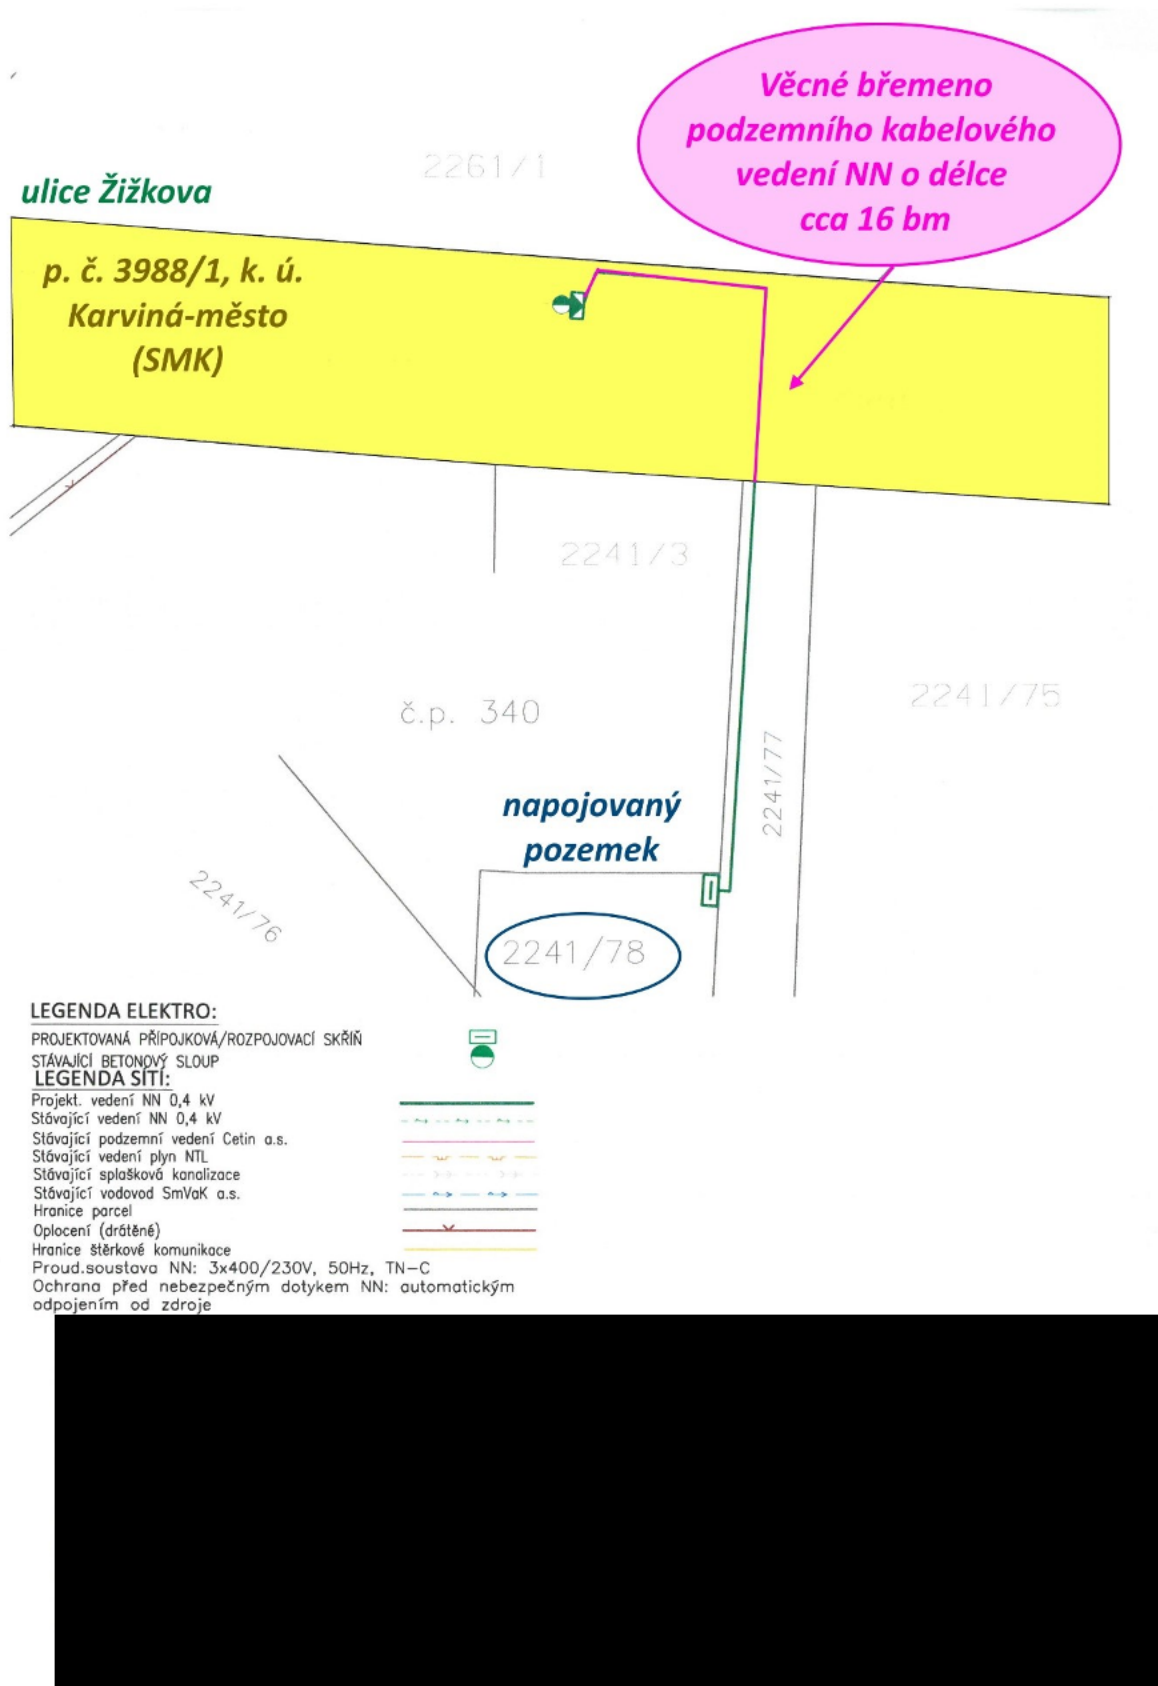 Věcné břemeno
podzemního kabelového
vedení NN o délce
cca 16 bm
2261/1
ulice Žižkova
p. č. 3988/1, k. ú.
Karviná-město
(SMK)
2241/3
2241/75
č.p. 340
2241/77
napojovaný
pozemek
2241/76
2241/78
LEGENDA ELEKTRO:
PROJEKTOVANÁ PŘÍPOJKOVÁ/ROZPOJOVACÍ SKŘÍŇ
STÁVAJÍCÍ BETONOVÝ SLOUP
LEGENDA SÍTÍ:
Projekt. vedení NN 0,4 kV
Stávající vedení NN 0,4 kV
Stávající podzemní vedení Cetin a.s.
Stávající vedení plyn NTL
Stávající splašková kanalizace
Stávající vodovod SmVaK a.s.
Hranice parcel
Oplocení (drátěné)
Hranice štěrkové komunikace
Proud.soustava NN: 3x400/230V, 50Hz, TN-C
Ochrana před nebezpečným dotykem NN: automatickým
odpojením od zdroje